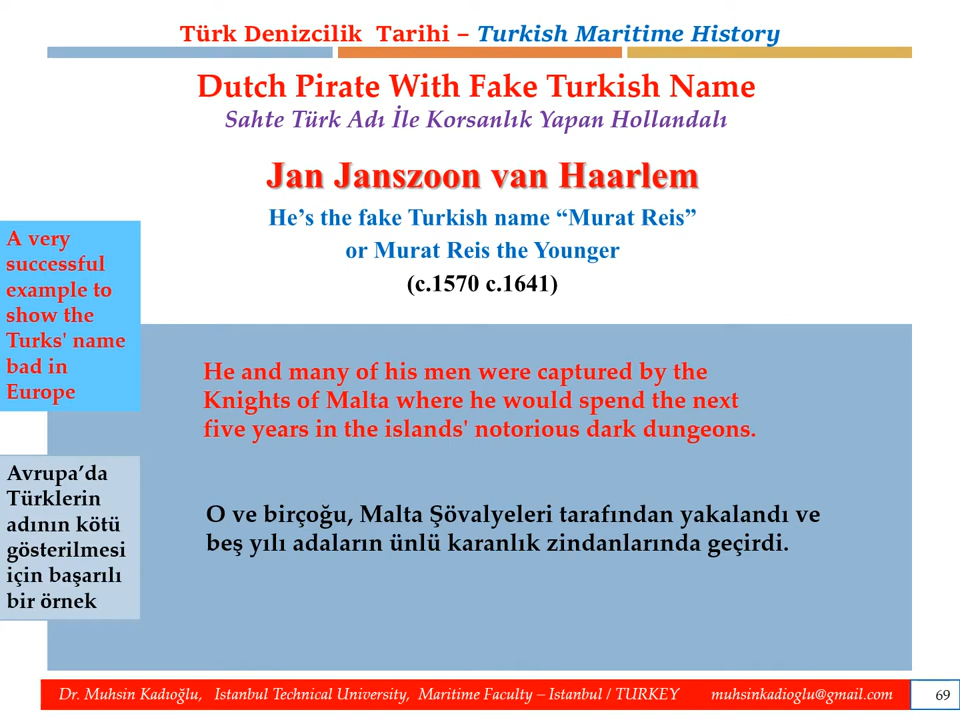 Türk Denizcilik Tarihi – Turkish Maritime History
Dutch Pirate With Fake Turkish Name
Sahte Türk Adı İle Korsanlık Yapan Hollandalı
Jan Janszoon van Haarlem
He’s the fake Turkish name “Murat Reis”
or Murat Reis the Younger
(c.1570 c.1641)
A very
successful
example to
show the
Turks' name
bad in
Europe
He and many of his men were captured by the
Knights of Malta where he would spend the next
five years in the islands' notorious dark dungeons.
Avrupa’da
Türklerin
adının kötü
gösterilmesi
için başarılı
bir örnek
O ve birçoğu, Malta Şövalyeleri tarafından yakalandı ve
beş yılı adaların ünlü karanlık zindanlarında geçirdi.
Dr. Muhsin Kadıoğlu, Istanbul Technical University, Maritime Faculty – Istanbul / TURKEY muhsinkadioglu@gmail.com 69